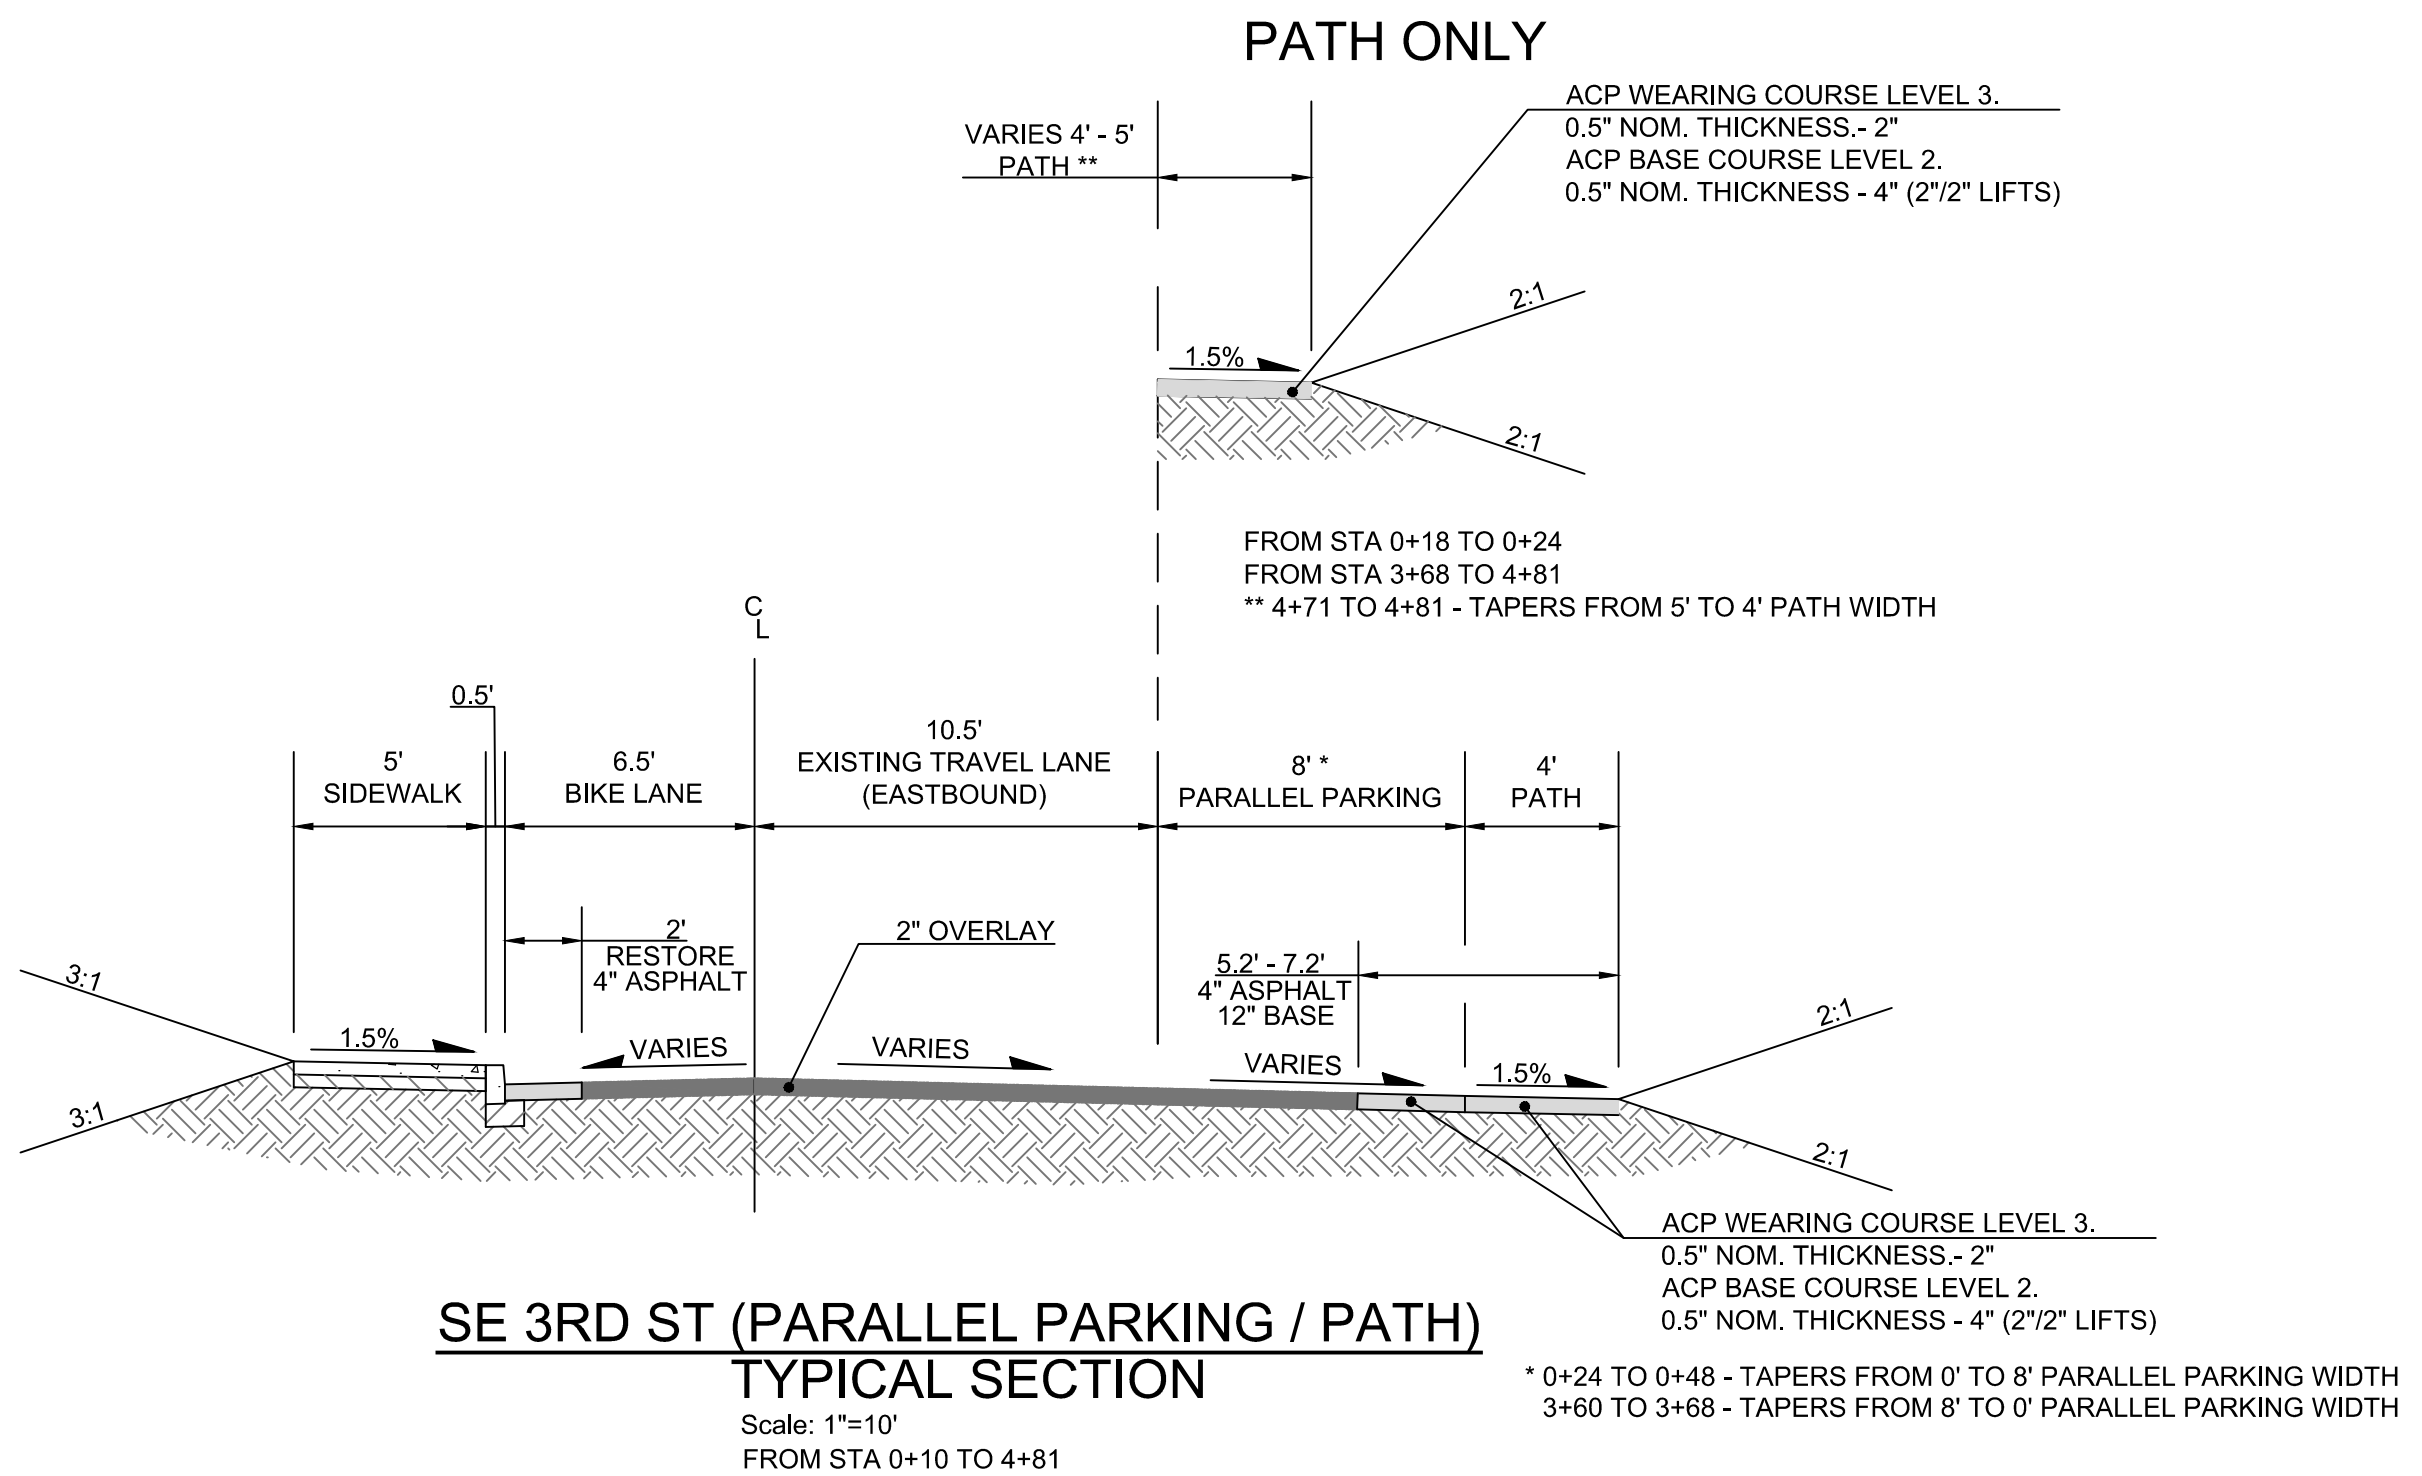 PATH ONLY
VARIES 4' - 5'
PATH **
ACP WEARING COURSE LEVEL 3.
0.5" NOM. THICKNESS.- 2"
ACP BASE COURSE LEVEL 2.
0.5" NOM. THICKNESS - 4" (2"/2" LIFTS)
2:1
1.5%
2:1
FROM STA 0+18 TO 0+24
FROM STA 3+68 TO 4+81
** 4+71 TO 4+81 - TAPERS FROM 5' TO 4' PATH WIDTH
C
L
0.5'
5'
SIDEWALK
6.5'
BIKE LANE
10.5'
EXISTING TRAVEL LANE
(EASTBOUND)
8' *
PARALLEL PARKING
4'
PATH
2'
RESTORE
4" ASPHALT
2" OVERLAY
5.2' - 7.2'
4" ASPHALT
12" BASE
3:1
1.5%
VARIES
VARIES
VARIES
1.5%
2:1
3:1
2:1
ACP WEARING COURSE LEVEL 3.
0.5" NOM. THICKNESS.- 2"
ACP BASE COURSE LEVEL 2.
0.5" NOM. THICKNESS - 4" (2"/2" LIFTS)
SE 3RD ST (PARALLEL PARKING / PATH)
TYPICAL SECTION
Scale: 1"=10'
FROM STA 0+10 TO 4+81
* 0+24 TO 0+48 - TAPERS FROM 0' TO 8' PARALLEL PARKING WIDTH
3+60 TO 3+68 - TAPERS FROM 8' TO 0' PARALLEL PARKING WIDTH